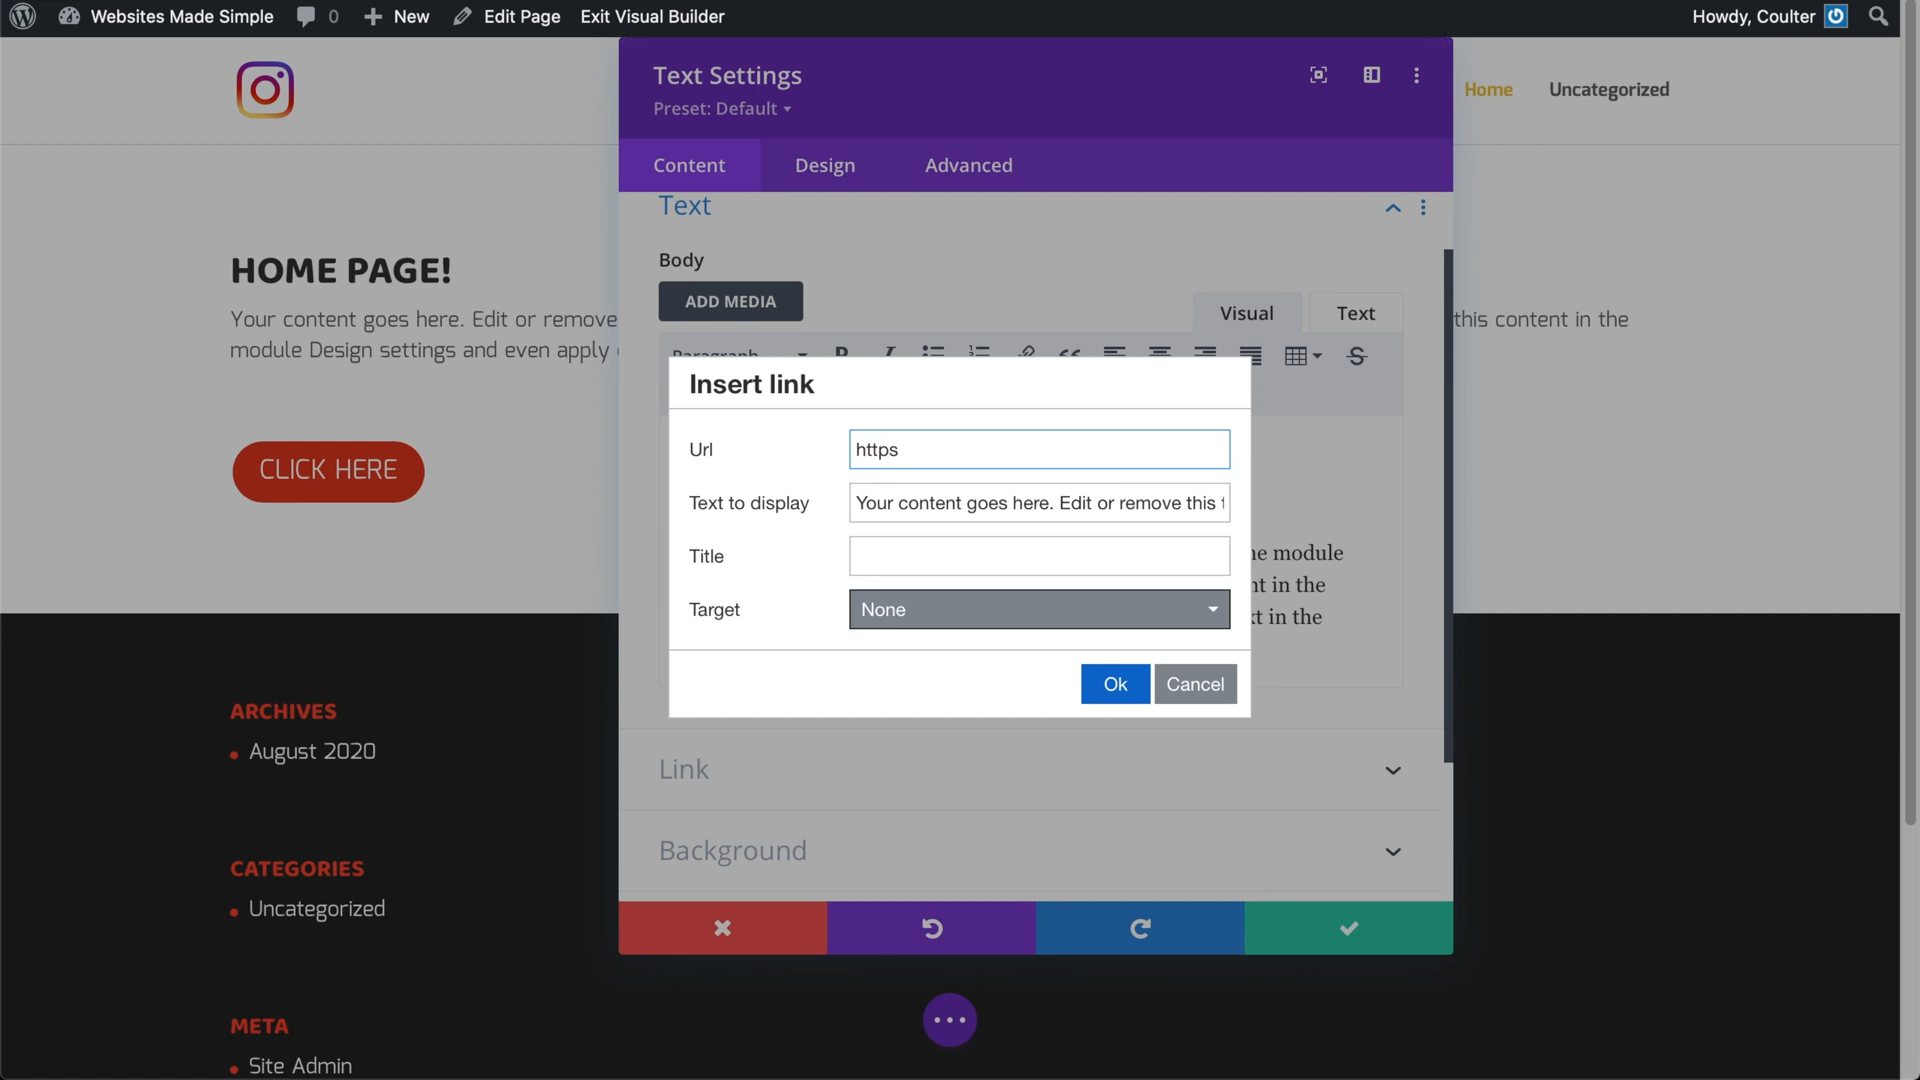 Websites Made Simple 0 New Edit Page Exit Visual Builder Howdy, Coulter
Text Settings
Preset: Default
Home Uncategorized
Content Design Advanced
Text
Body
ADD MEDIA
Visual Text
HOME PAGE!
Your content goes here. Edit or remove this content in the
module Design settings and even apply
Paragraph
Insert link
Url https
Text to display Your content goes here. Edit or remove this
Title
Target None
Ok Cancel
module
in the
in the
CLICK HERE
Link
Background
ARCHIVES
August 2020
CATEGORIES
Uncategorized
META
Site Admin